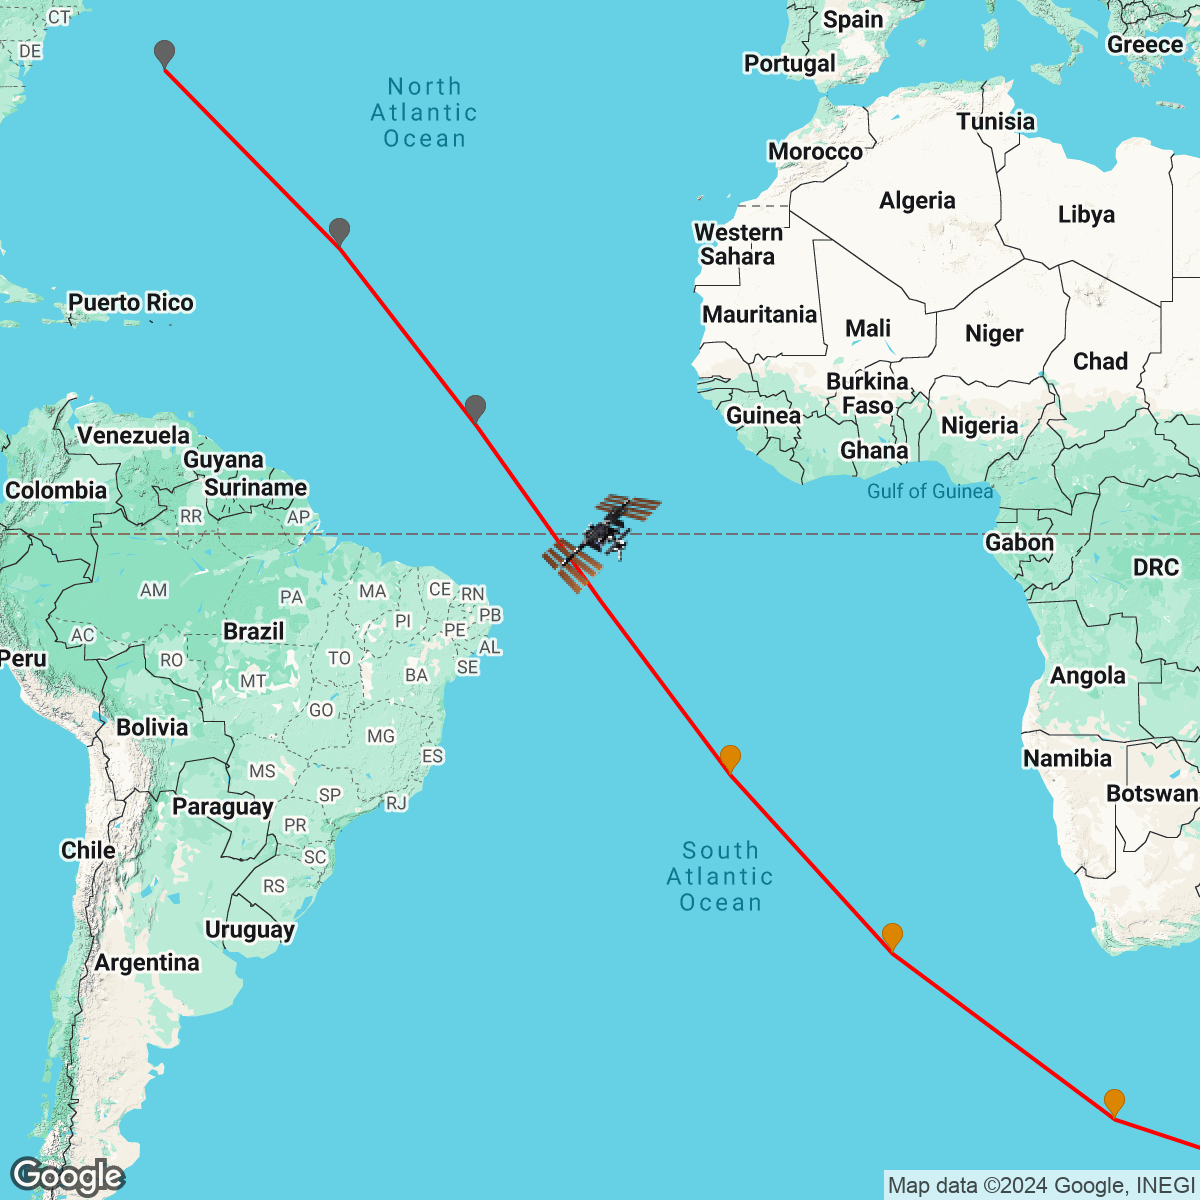 CT
Spain
DE
Greece
Portugal
North
Atlantic
Ocean
Tunisia
Morocco
Algeria
Libya
Western
Sahara
Puerto Rico
Mauritania
Mali
Niger
Chad
Burkina
Faso
Guinea
Nigeria
Venezuela
Ghana
Guyana
Colombia
Suriname
Gulf of Guinea
RR
AP
Gabon
DRC
AM
PA
MA
CE
RN
PI
PB
AC
Brazil
PE
AL
Peru
RO
TO
SE
MT
BA
Angola
GO
Bolivia
MG
ES
Namibia
MS
SP
RJ
Botswan
Paraguay
PR
Chile
SC
South
Atlantic
Ocean
RS
Uruguay
Argentina
Google
Map data ©2024 Google, INEGI